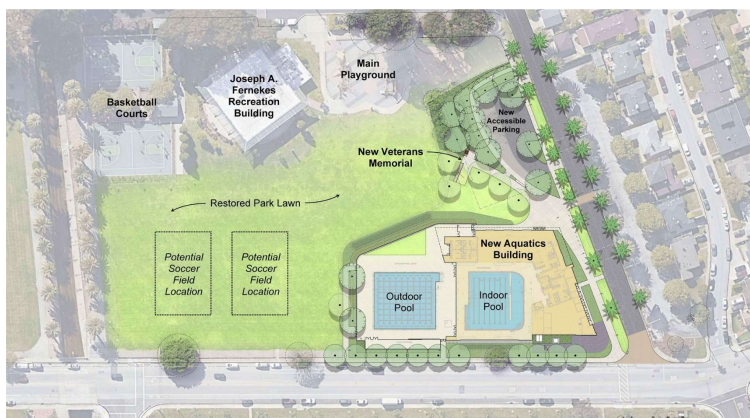 Main
Playground
Joseph A.
Fernekes
Recreation
Building
Basketball
Courts
New
Accessible
Parking
New Veterans
Memorial
Restored Park Lawn
Potential
Soccer
Field
Location
Potential
Soccer
Field
Location
New Aquatics
Building
Outdoor
Pool
Indoor
Pool